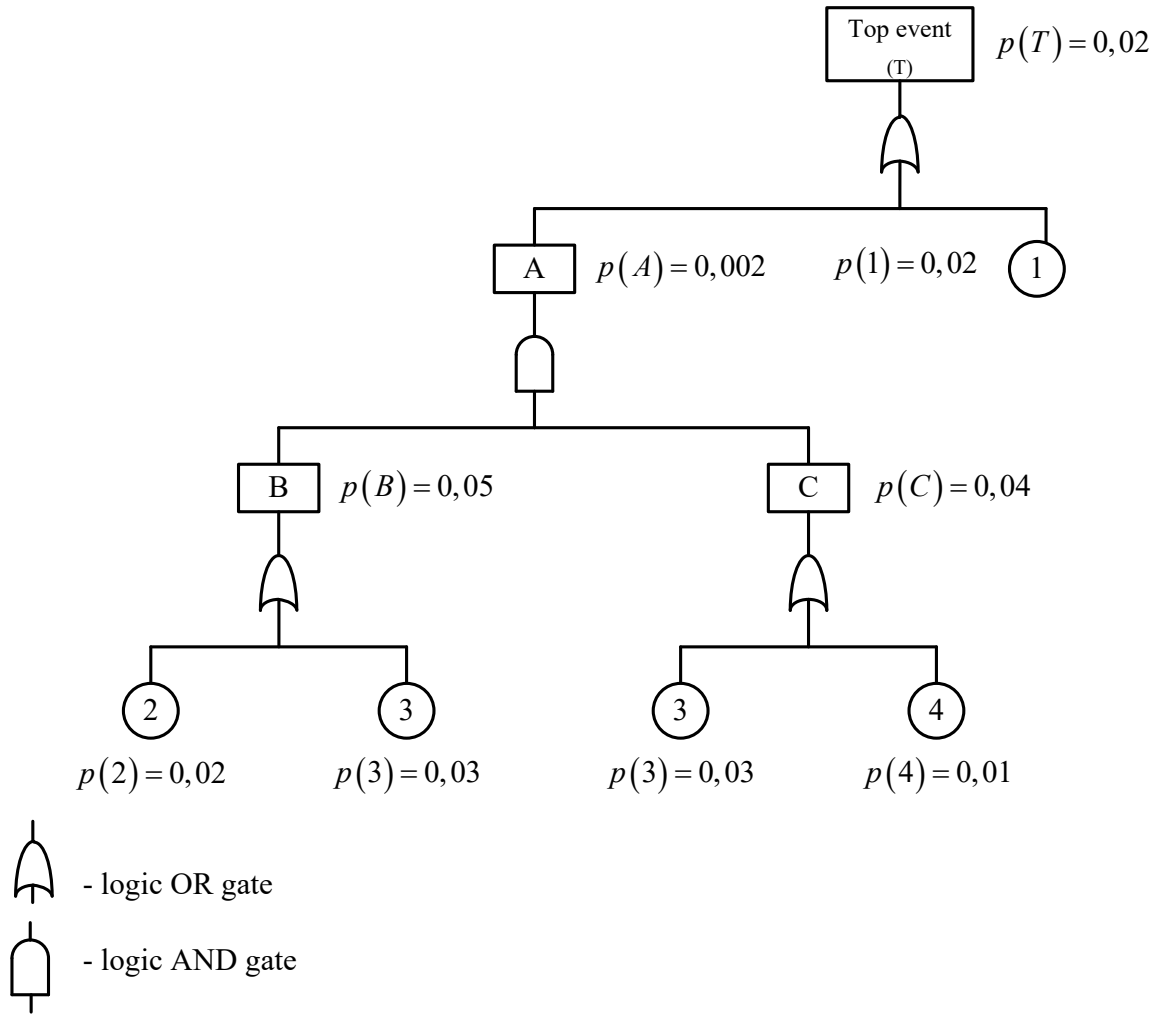 Top event
(T)
p(T) = 0,02
A
p(A) = 0,002
p(1) = 0,02
1
B
p(B) = 0,05
C
p(C) = 0,04
2
3
3
4
p(2) = 0,02
p(3) = 0,03
p(3) = 0,03
p(4) = 0,01
- logic OR gate
- logic AND gate